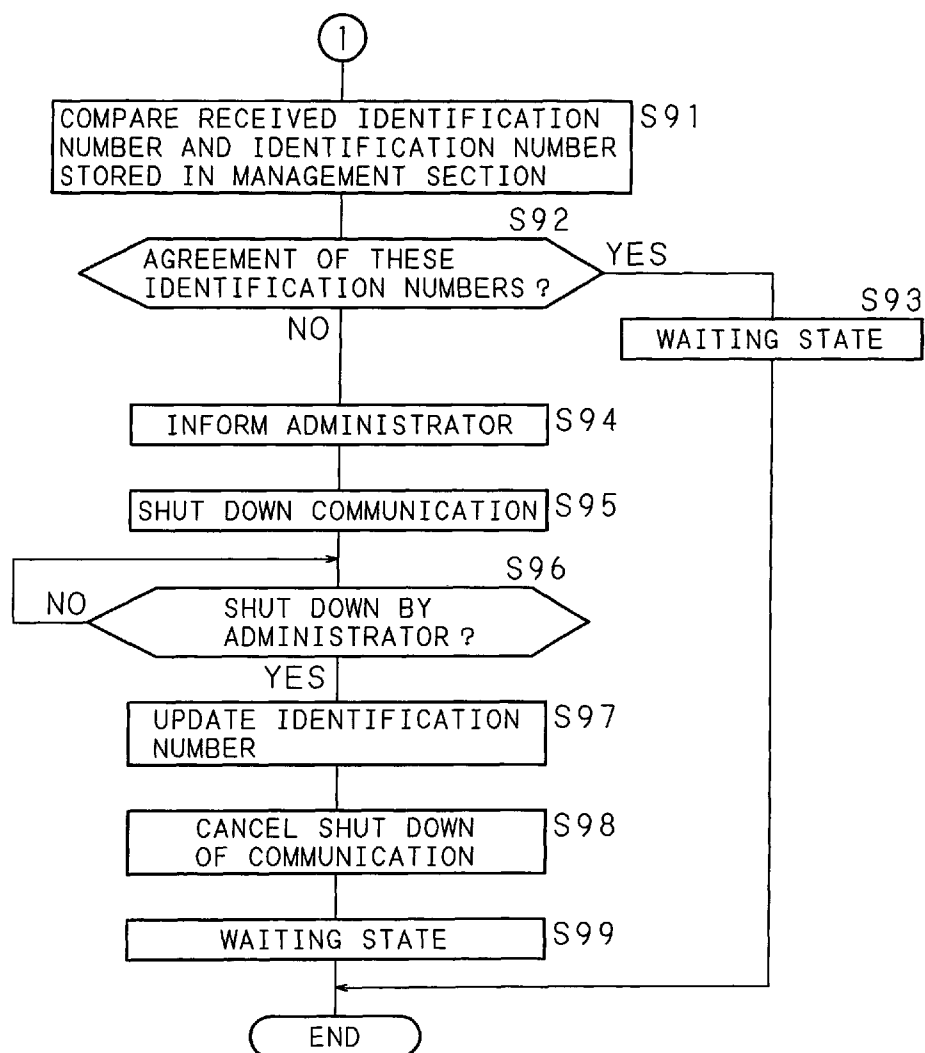 1
COMPARE RECEIVED IDENTIFICATION
NUMBER AND IDENTIFICATION NUMBER
STORED IN MANAGEMENT SECTION
S91
S92
AGREEMENT OF THESE
IDENTIFICATION NUMBERS?
YES
NO
S93
WAITING STATE
INFORM ADMINISTRATOR
S94
SHUT DOWN COMMUNICATION
S95
S96
NO
SHUT DOWN BY
ADMINISTRATOR?
YES
UPDATE IDENTIFICATION
NUMBER
S97
CANCEL SHUT DOWN
OF COMMUNICATION
S98
WAITING STATE
S99
END